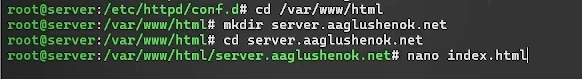 root@server:/etc/httpd/conf.d# cd /var/www/html
root@server:/var/www/html# mkdir server.aaglushenok.net
root@server:/var/www/html# cd server.aaglushenok.net
root@server:/var/www/html/server.aaglushenok.net# nano index.html